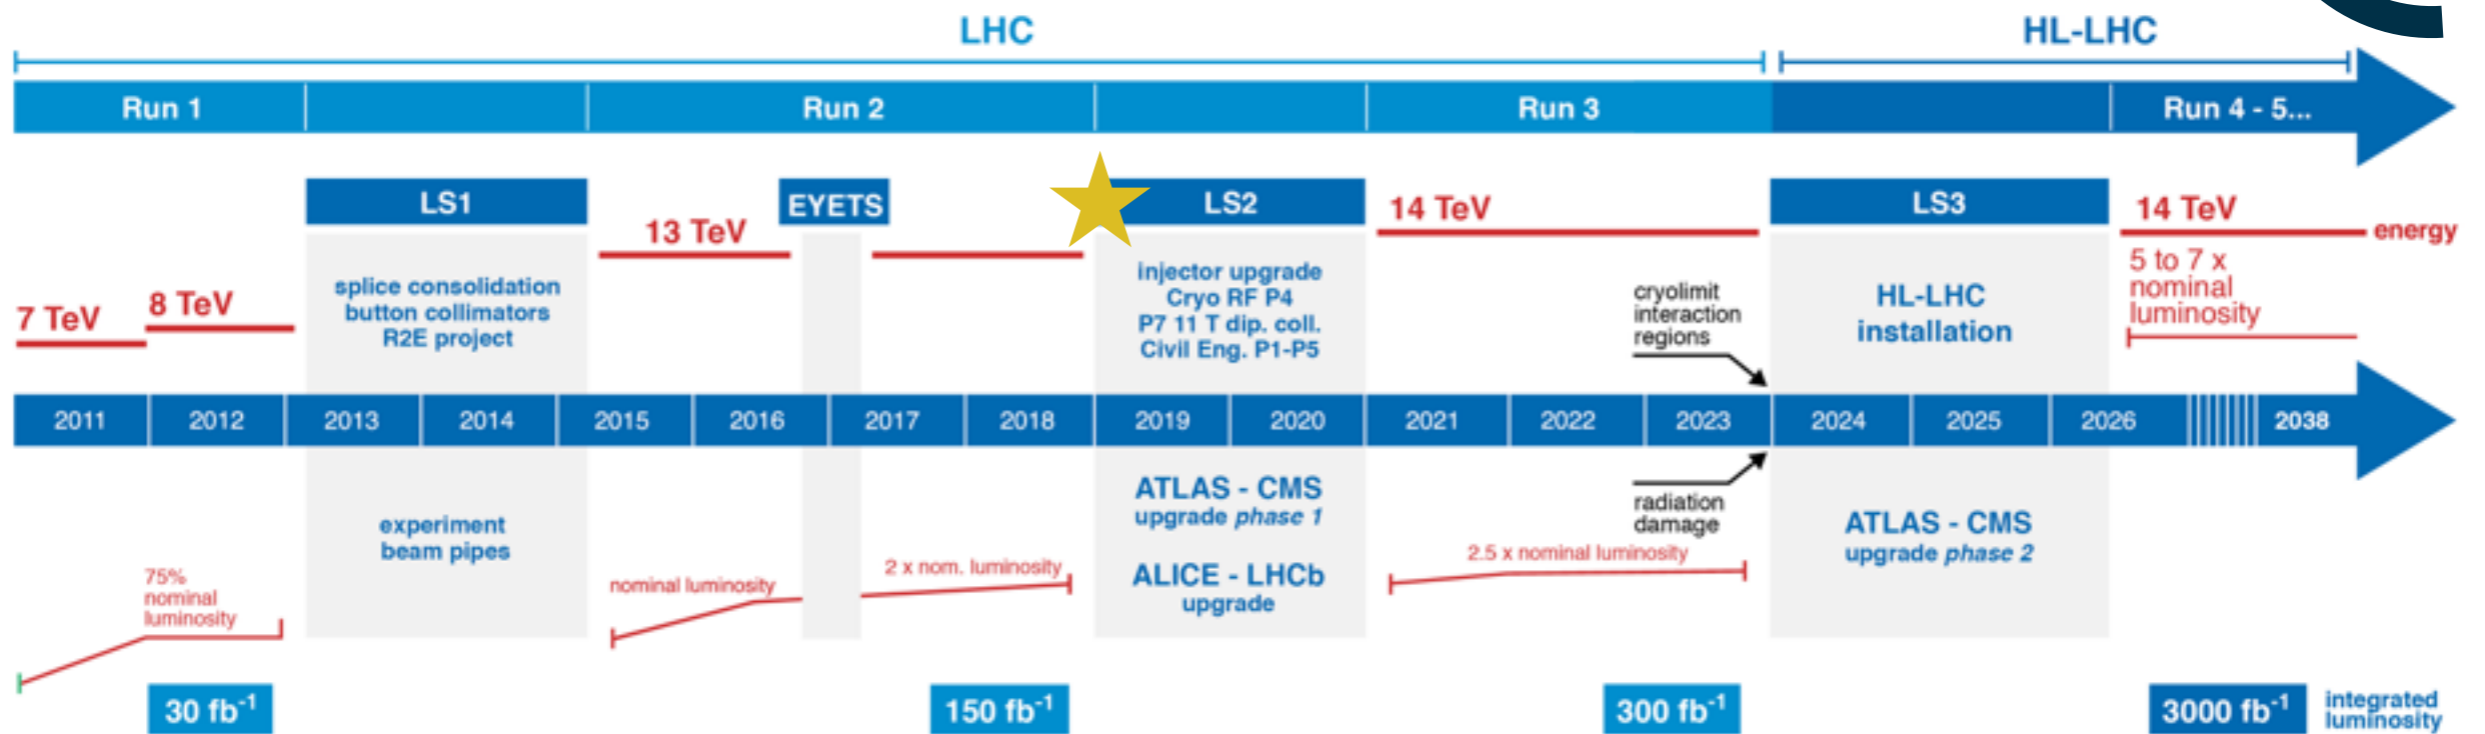 LHC
HL-LHC
Run 1
Run 2
Run 3
Run 4 - 5...
LS1
EYETS
LS2
LS3
7 TeV
8 TeV
13 TeV
14 TeV
14 TeV
energy
splice consolidation
button collimators
R2E project
injector upgrade
Cryo RF P4
P7 11 T dip. coll.
Civil Eng. P1-P5
cryolimit
interaction
regions
HL-LHC
installation
5 to 7 x
nominal
luminosity
2011
2012
2013
2014
2015
2016
2017
2018
2019
2020
2021
2022
2023
2024
2025
2026
2038
experiment
beam pipes
ATLAS - CMS
upgrade phase 1
ALICE - LHCb
upgrade
radiation
damage
ATLAS - CMS
upgrade phase 2
75%
nominal
luminosity
nominal luminosity
2 x nom. luminosity
2.5 x nominal luminosity
30 fb⁻¹
150 fb⁻¹
300 fb⁻¹
3000 fb⁻¹
integrated
luminosity